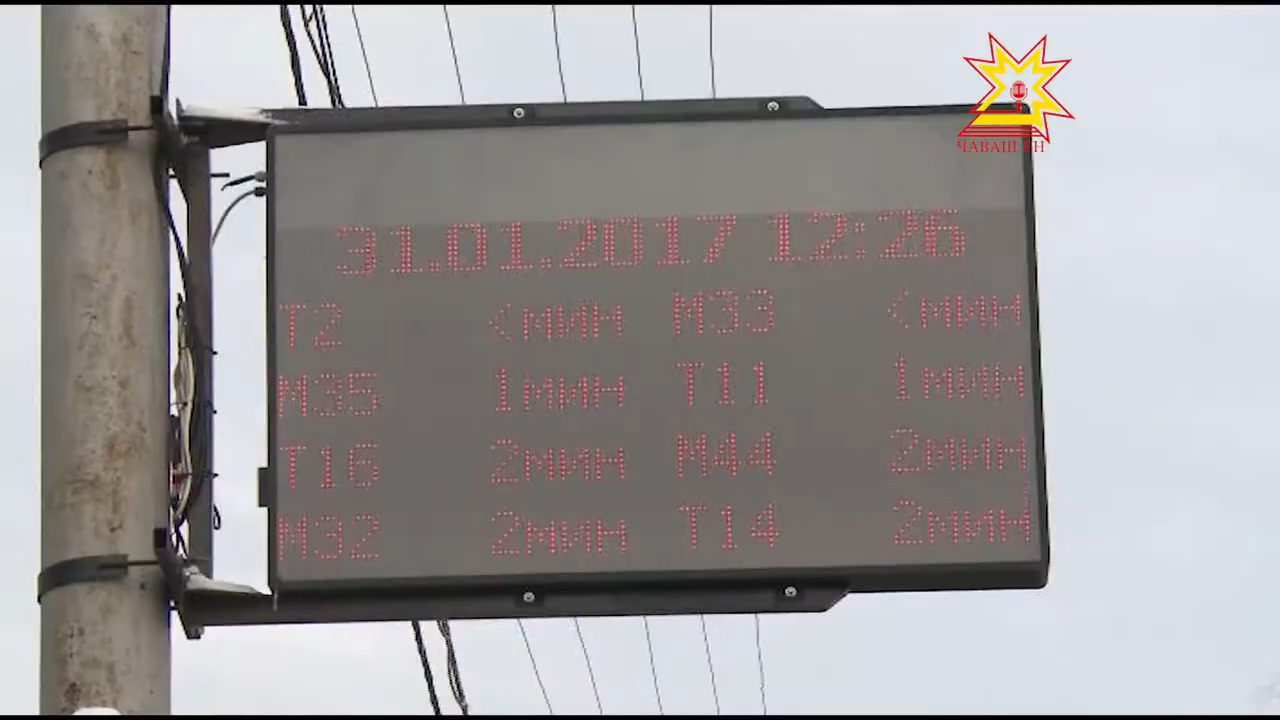 ЧАВАШ ЕН
31.01.2017 12:26
Т2 <мин М33 <мин
М35 1мин Т11 1мин
Т16 2мин М44 2мин
М32 2мин Т14 2мин